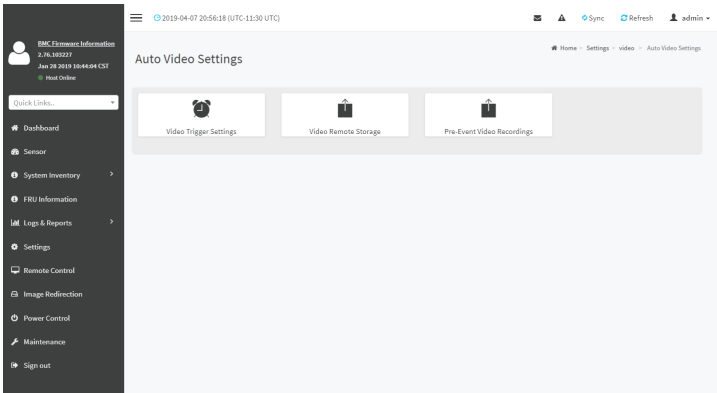 BMC Firmware Information
2.76.103227
Jan 28 2019 10:44:04 CST
Host Online
Quick Links..
Dashboard
Sensor
System Inventory
FRU Information
Logs & Reports
Settings
Remote Control
Image Redirection
Power Control
Maintenance
Sign out
2019-04-07 20:56:18 (UTC-11:30 UTC)
Sync
Refresh
admin
Auto Video Settings
Home > Settings > video > Auto Video Settings
Video Trigger Settings
Video Remote Storage
Pre-Event Video Recordings